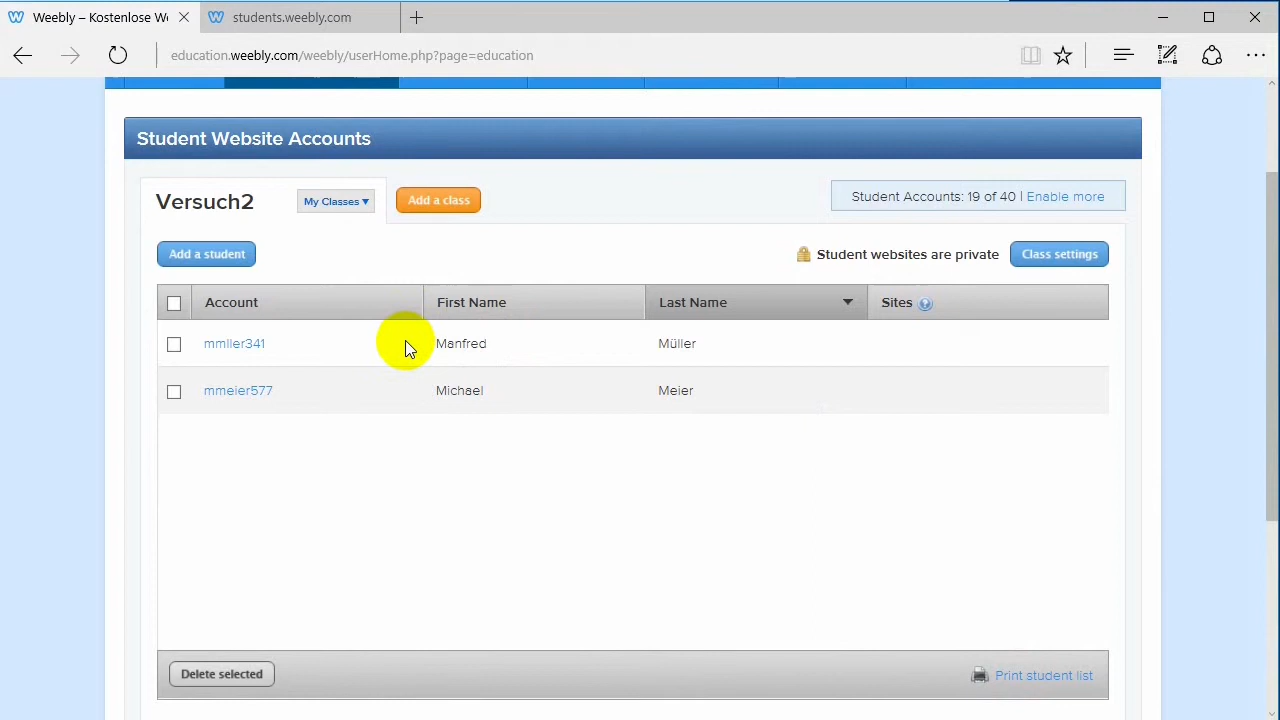 Weebly – Kostenlose We
students.weebly.com
education.weebly.com/weebly/userHome.php?page=education
Student Website Accounts
Versuch2
My Classes ▾
Add a class
Student Accounts: 19 of 40 | Enable more
Add a student
Student websites are private
Class settings
Account First Name Last Name Sites ?
mmller341 Manfred Müller
mmeier577 Michael Meier
Delete selected
Print student list